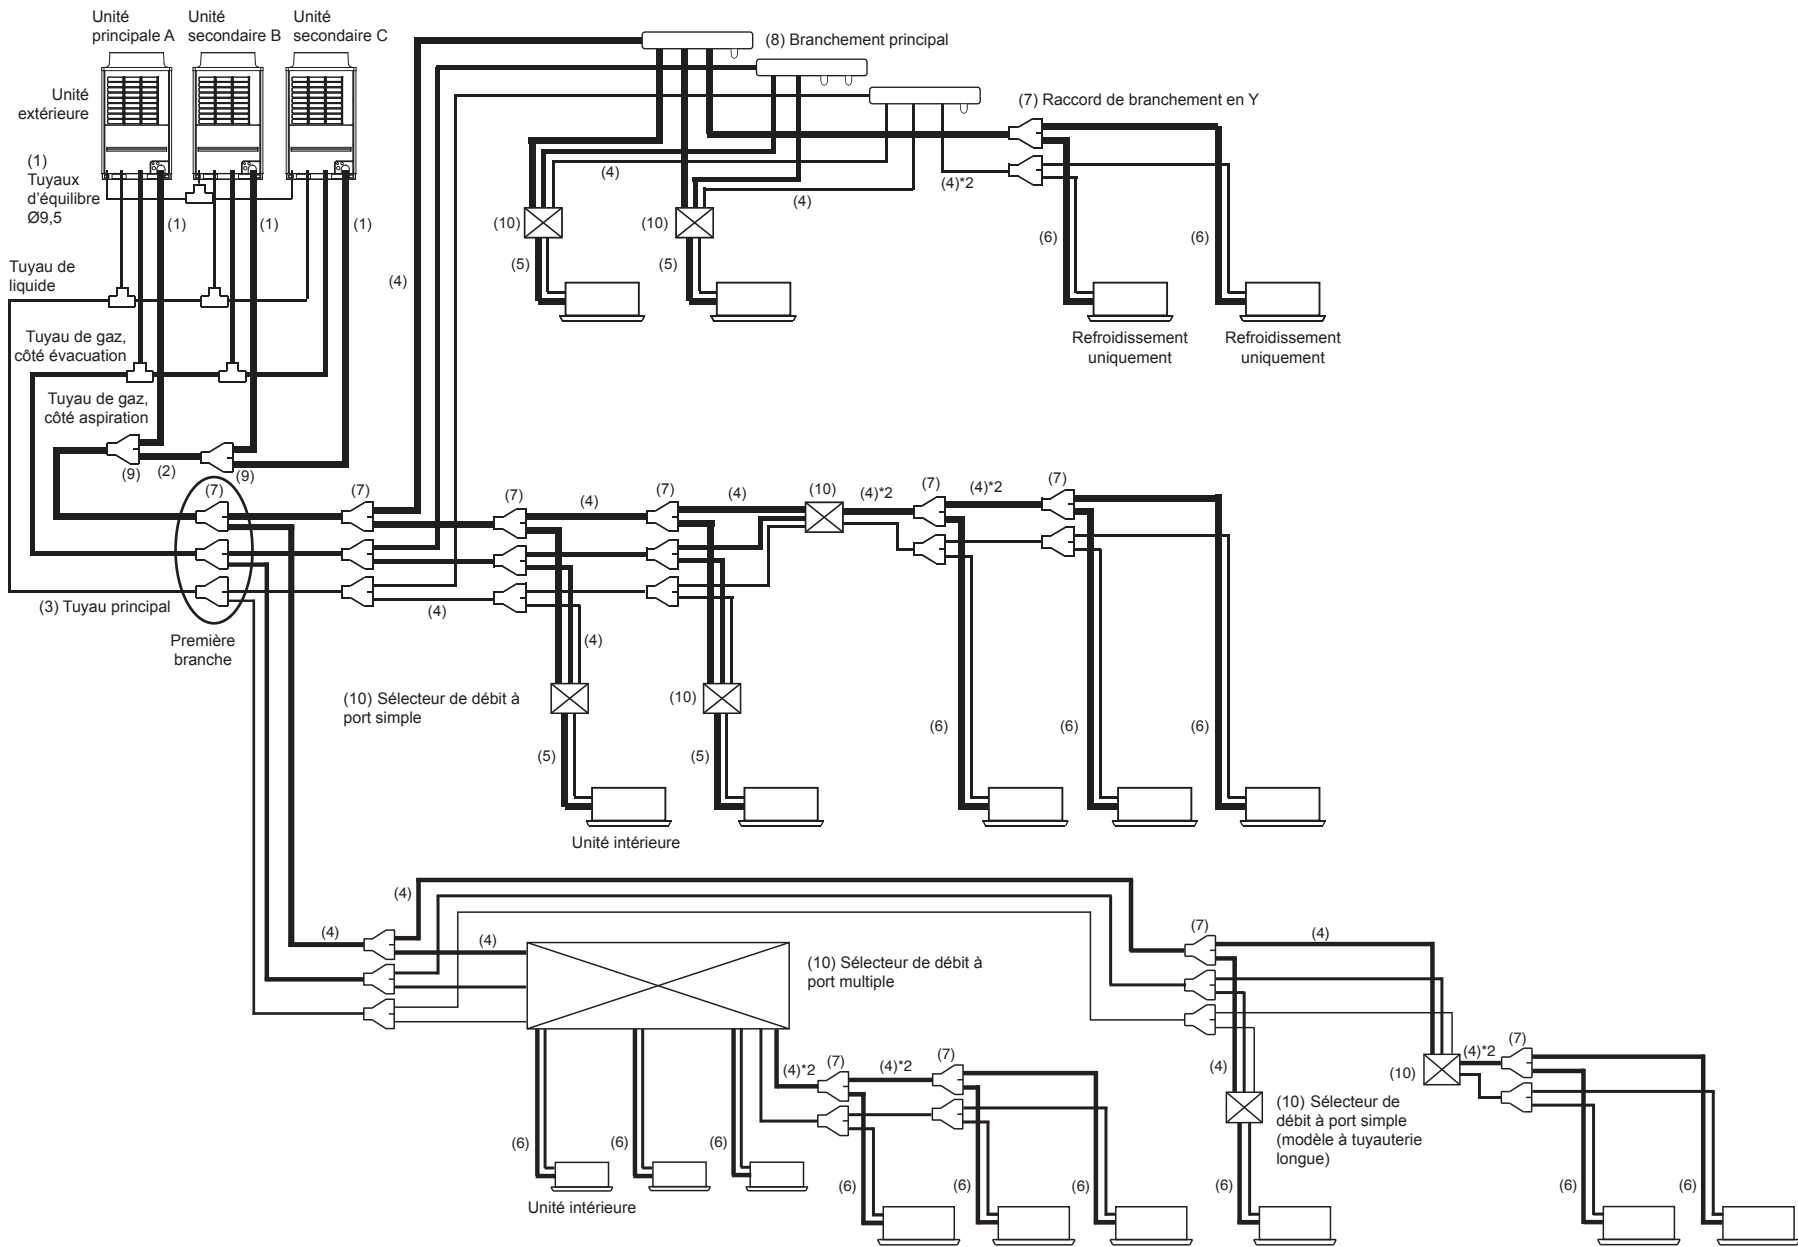 Unité
principale A
Unité
secondaire B
Unité
secondaire C
Unité
extérieure
(1)
Tuyaux
d'équilibre
Ø9,5
(1)
(1)
(1)
Tuyau de
liquide
Tuyau de gaz,
côté évacuation
Tuyau de gaz,
côté aspiration
(9)
(2)
(9)
(4)
(8) Branchement principal
(7) Raccord de branchement en Y
(4)
(4)
(4)*2
(10)
(10)
(5)
(5)
(6)
(6)
Refroidissement
uniquement
Refroidissement
uniquement
(7)
(7)
(7)
(4)
(7)
(4)
(10)
(4)*2
(7)
(4)*2
(7)
(3) Tuyau principal
(4)
Première
branche
(4)
(10) Sélecteur de débit à
port simple
(10)
(5)
(5)
(6)
(6)
(6)
Unité intérieure
(4)
(4)
(4)
(10) Sélecteur de débit à
port multiple
(7)
(4)
(4)*2
(7)
(4)*2
(7)
(4)
(10)
(4)*2
(7)
(10) Sélecteur de
débit à port simple
(modèle à tuyauterie
longue)
(6)
(6)
(6)
Unité intérieure
(6)
(6)
(6)
(6)
(6)
(6)